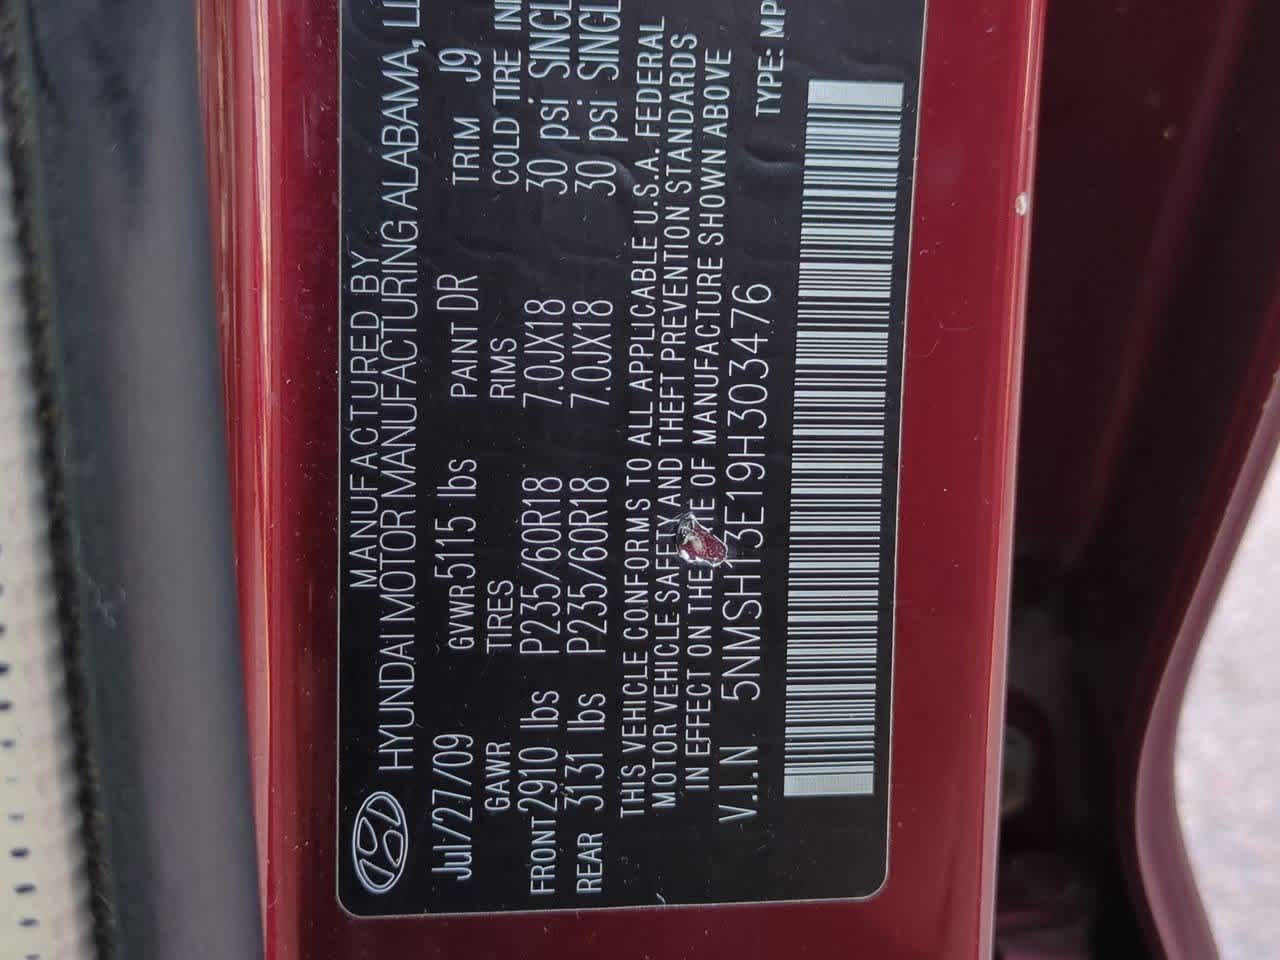 MANUFACTURED BY
HYUNDAI MOTOR MANUFACTURING ALABAMA,
Jul/27/09 GVWR 5115 lbs PAINT DR TRIM J9
GAWR TIRES RIMS COLD TIRE
FRONT 2910 lbs P235/60R18 7.0JX18 30 psi
REAR 3131 lbs P235/60R18 7.0JX18 30 psi
THIS VEHICLE CONFORMS TO ALL APPLICABLE U.S.A. FEDERAL
MOTOR VEHICLE SAFETY AND THEFT PREVENTION STANDARDS
IN EFFECT ON THE OF MANUFACTURE SHOWN ABOVE
V.I.N 5NMSH13E19H303476
TYPE: